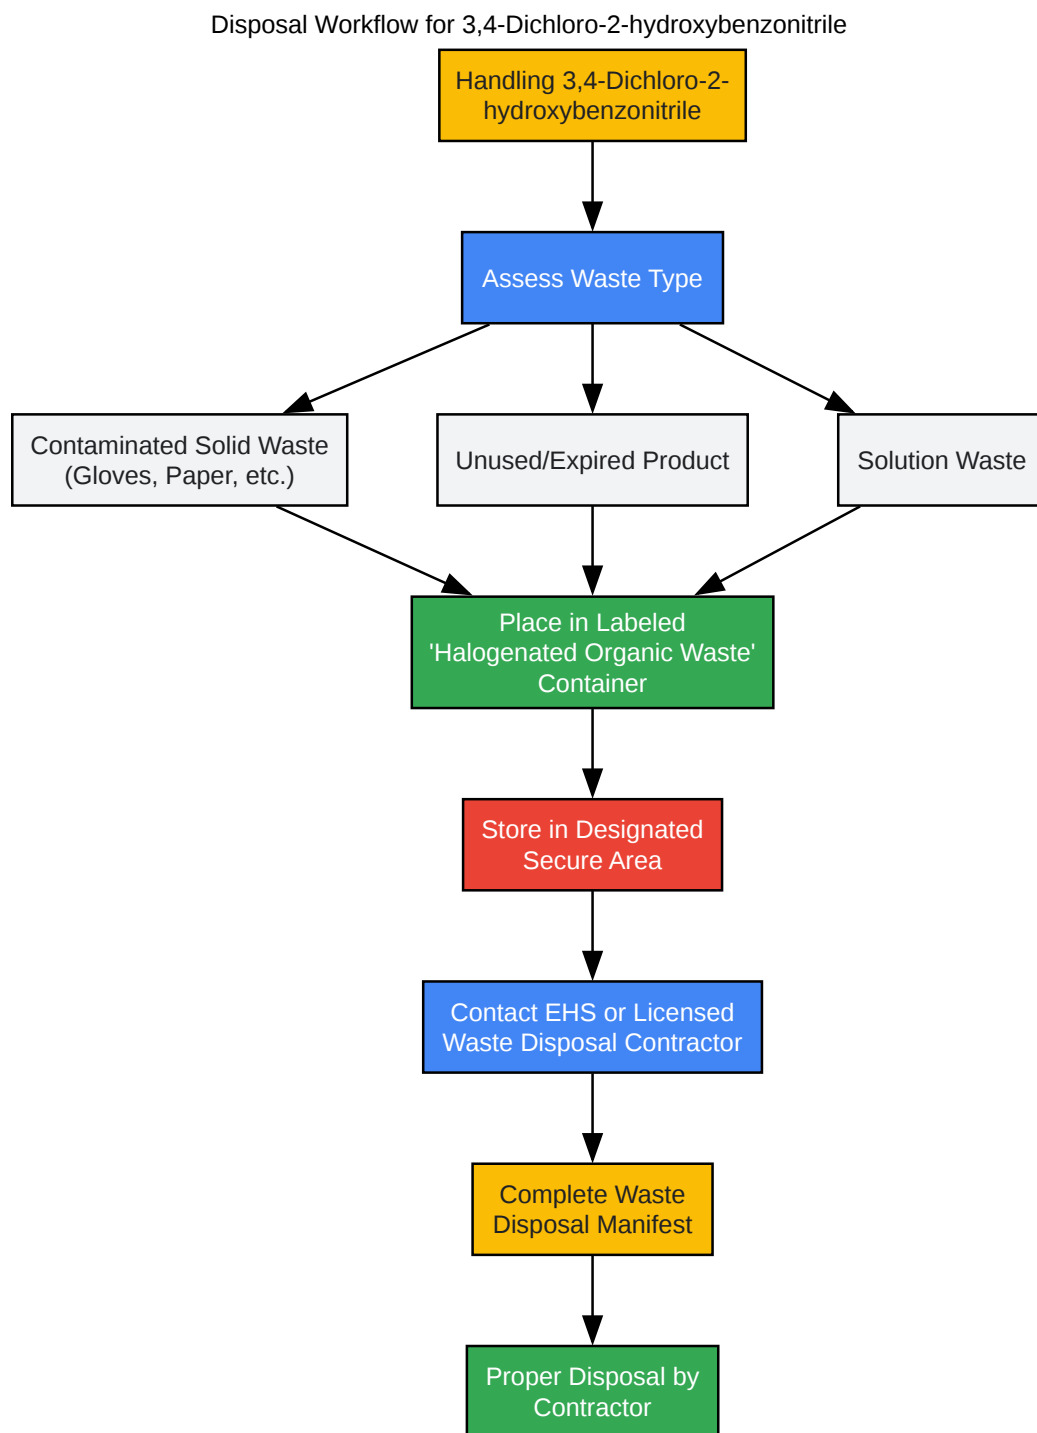 Disposal Workflow for 3,4-Dichloro-2-hydroxybenzonitrile
Handling 3,4-Dichloro-2-
hydroxybenzonitrile
Assess Waste Type
Contaminated Solid Waste
(Gloves, Paper, etc.)
Unused/Expired Product
Solution Waste
Place in Labeled
'Halogenated Organic Waste'
Container
Store in Designated
Secure Area
Contact EHS or Licensed
Waste Disposal Contractor
Complete Waste
Disposal Manifest
Proper Disposal by
Contractor